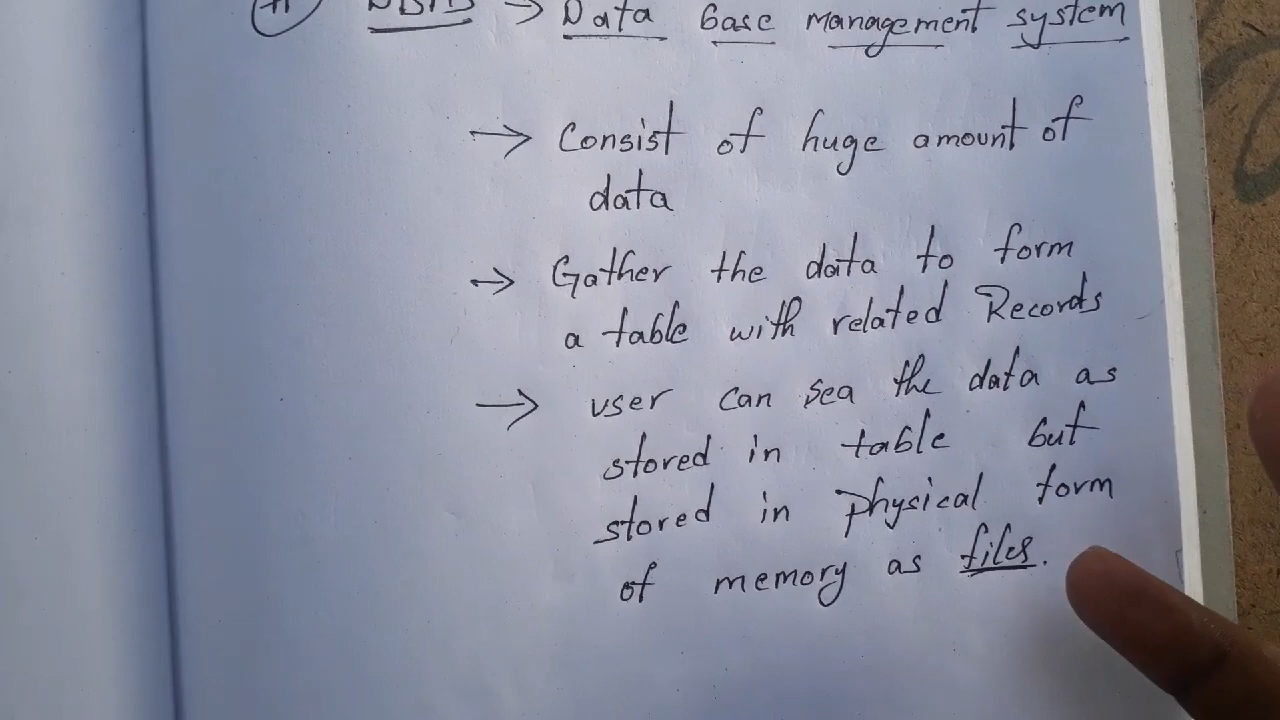 → Data base management system
→ Consist of huge amount of
data
→ Gather the data to form
a table with related Records
→ user can sea the data as
stored in table but
stored in physical form
of memory as files.